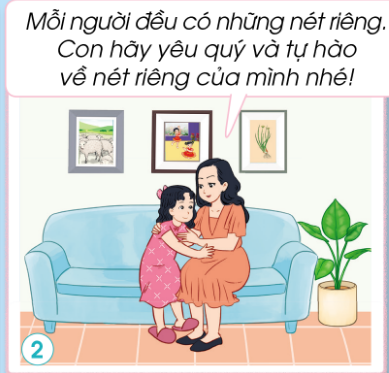 Mỗi người đều có những nét riêng.
Con hãy yêu quý và tự hào
về nét riêng của mình nhé!
2